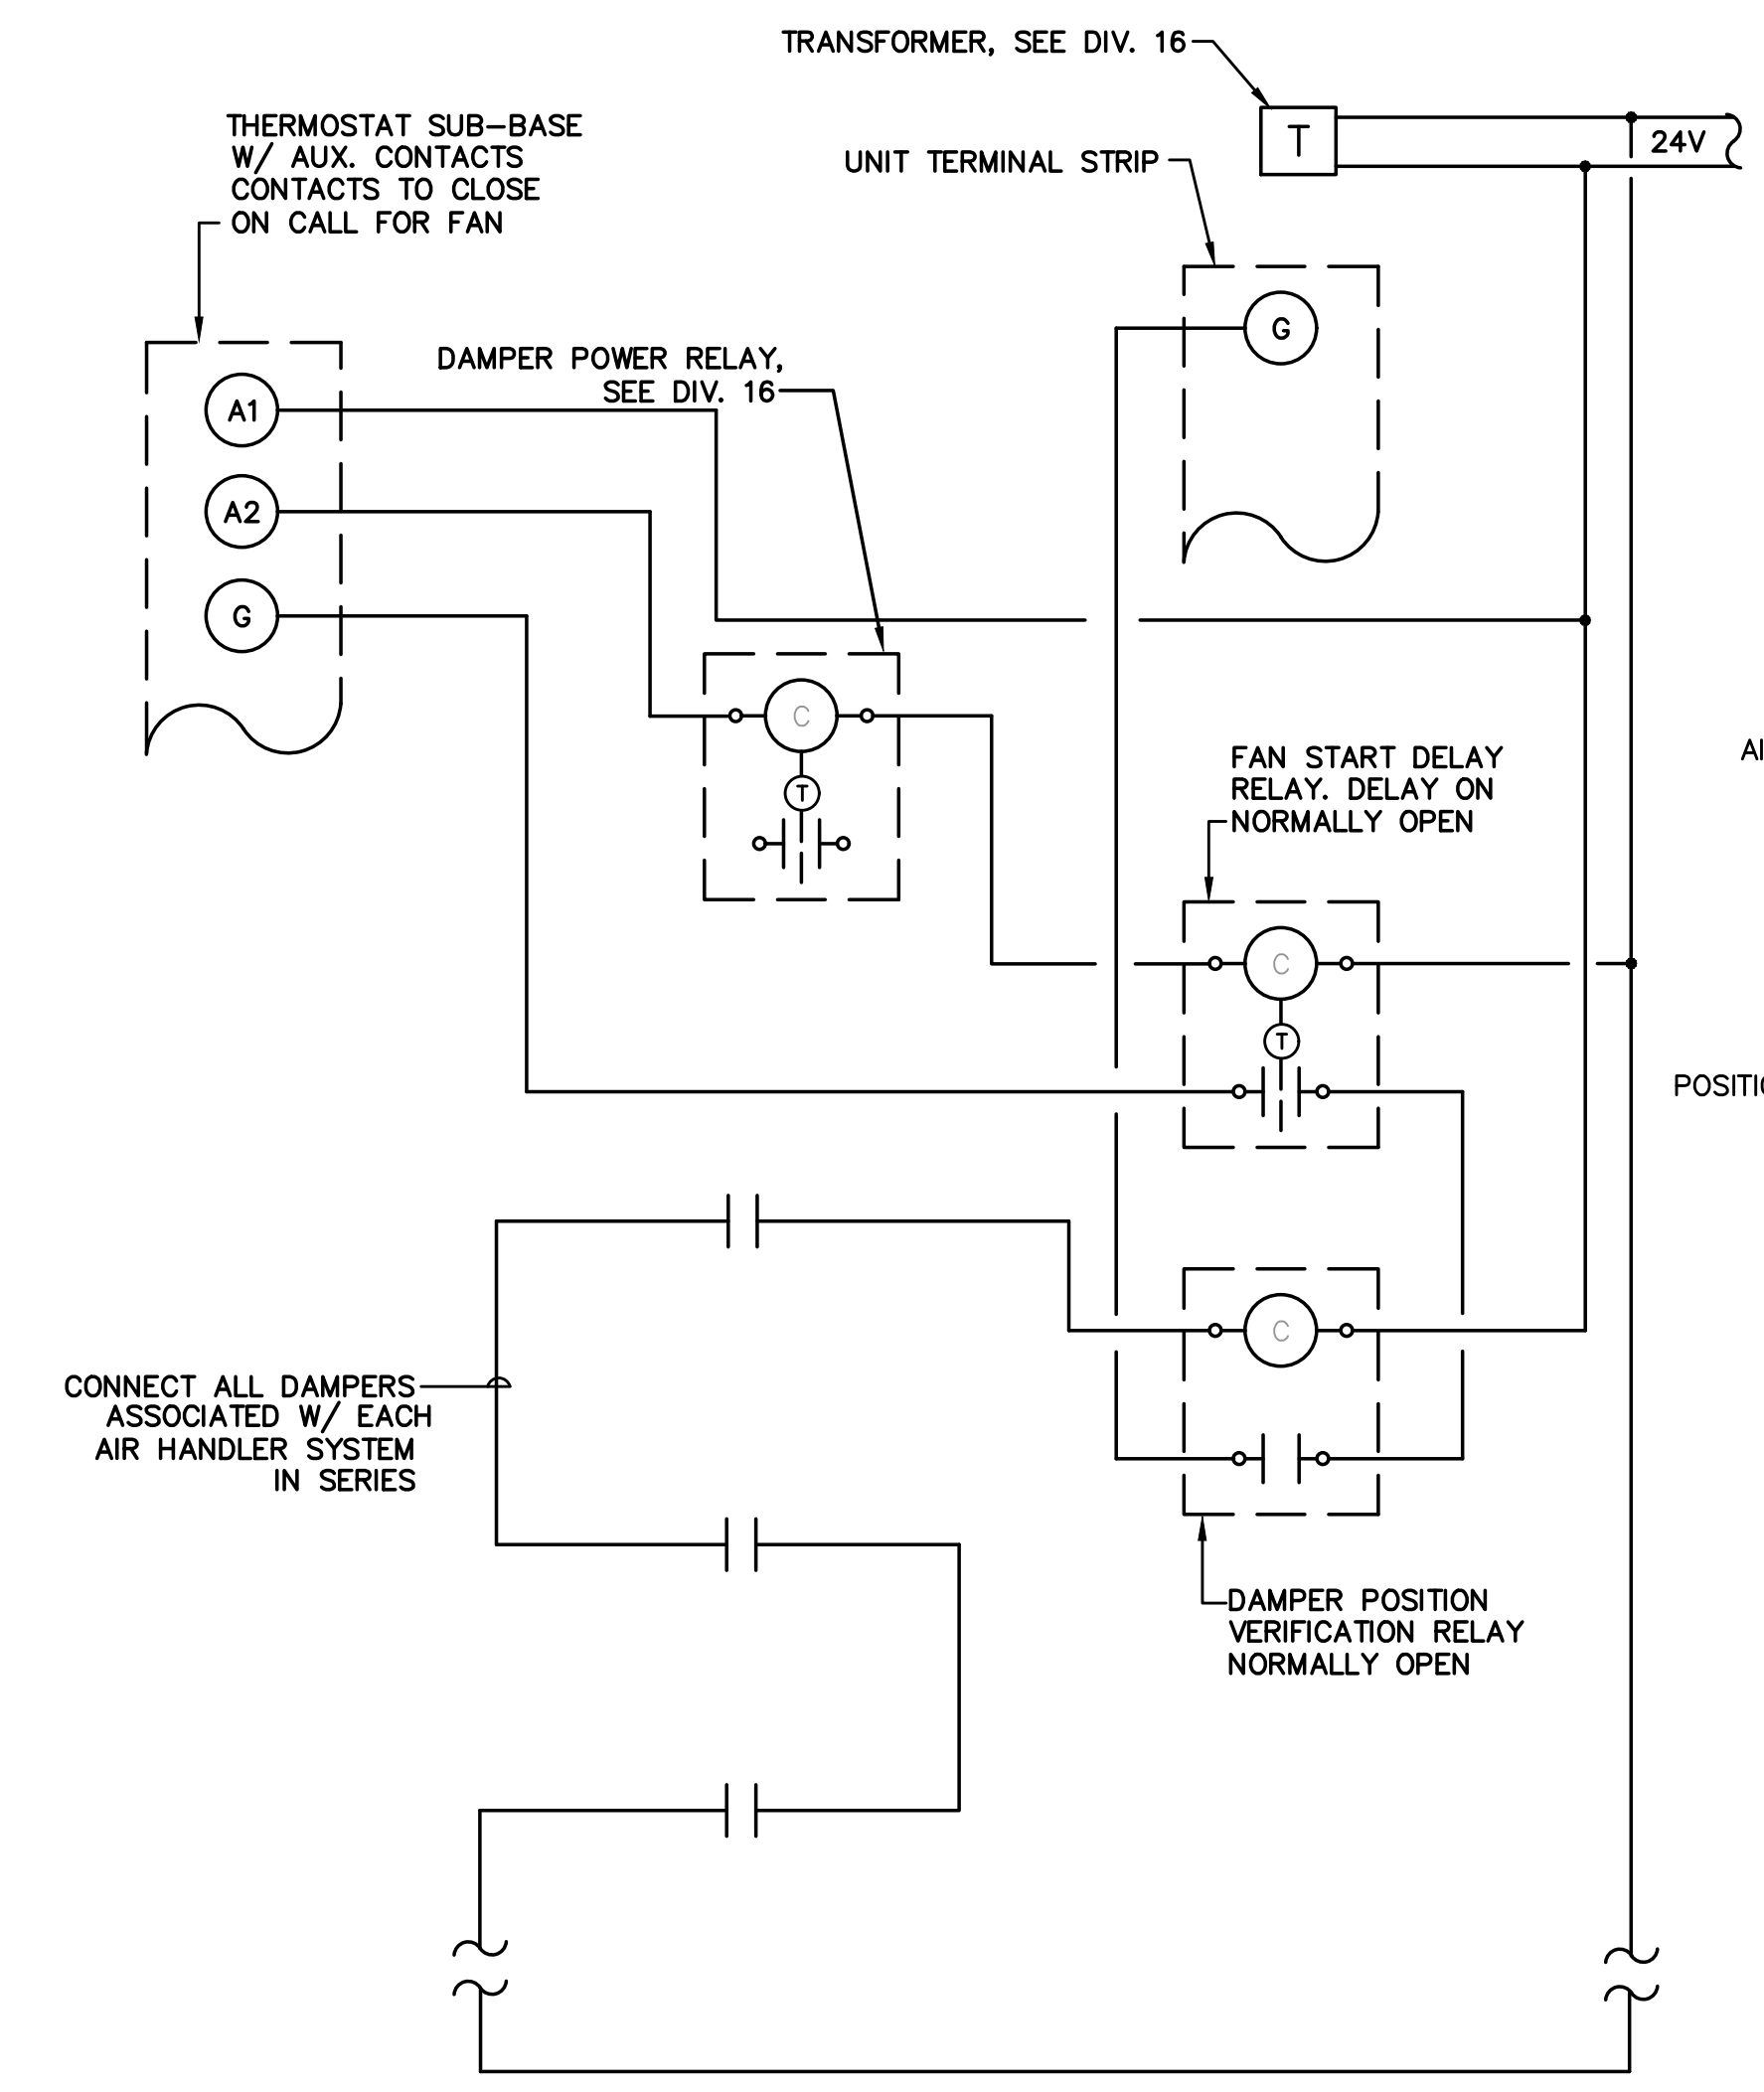 TRANSFORMER, SEE DIV. 16
T
24V
THERMOSTAT SUB-BASE
W/ AUX. CONTACTS
CONTACTS TO CLOSE
ON CALL FOR FAN
UNIT TERMINAL STRIP
G
DAMPER POWER RELAY,
SEE DIV. 16
A1
A2
G
C
T
FAN START DELAY
RELAY. DELAY ON
NORMALLY OPEN
C
T
C
CONNECT ALL DAMPERS
ASSOCIATED W/ EACH
AIR HANDLER SYSTEM
IN SERIES
DAMPER POSITION
VERIFICATION RELAY
NORMALLY OPEN